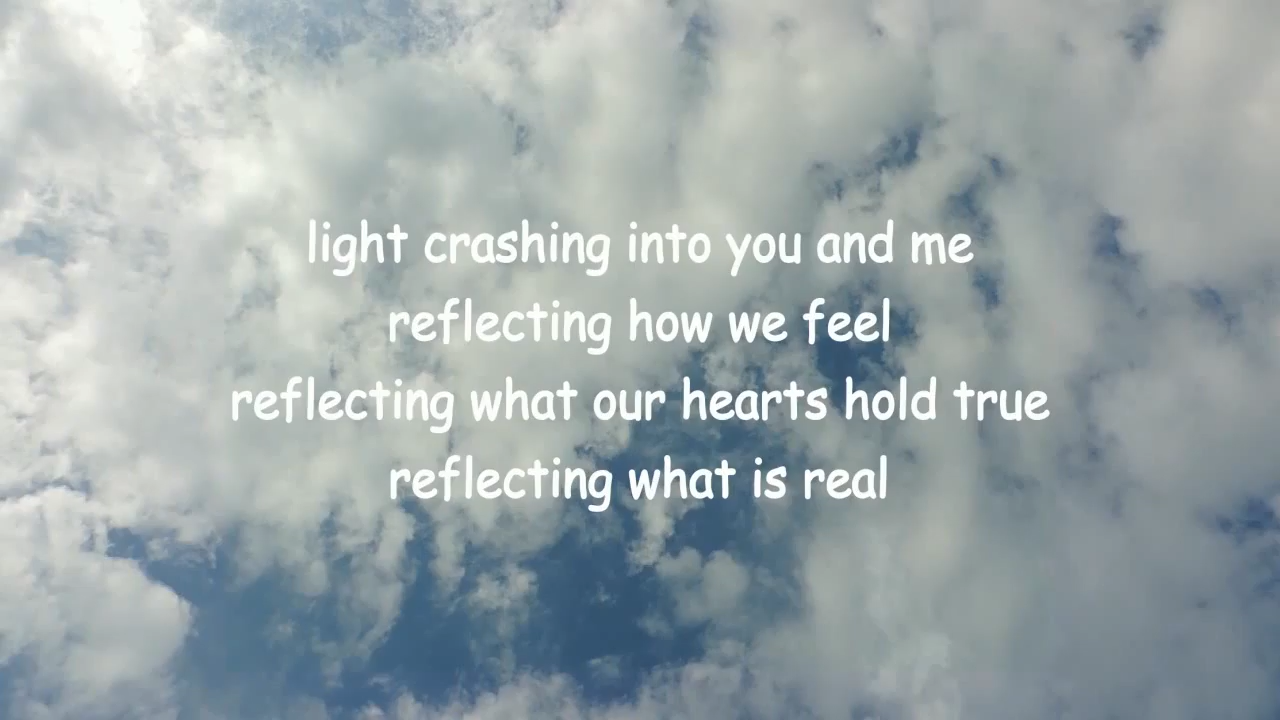 light crashing into you and me
reflecting how we feel
reflecting what our hearts hold true
reflecting what is real